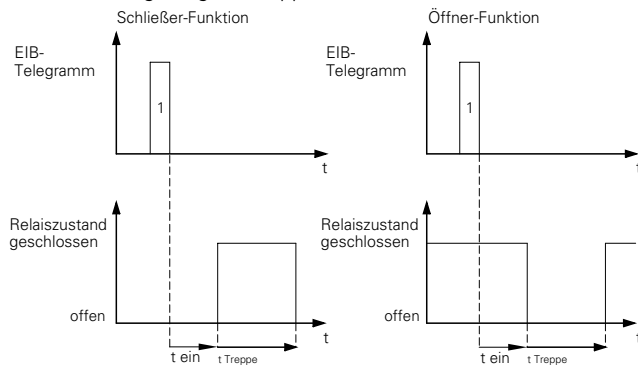 Schließer-Funktion
EIB-
Telegramm
1
t
Relaiszustand
geschlossen
offen
t
t ein
t Treppe
Öffner-Funktion
EIB-
Telegramm
1
t
Relaiszustand
geschlossen
offen
t
t ein
t Treppe